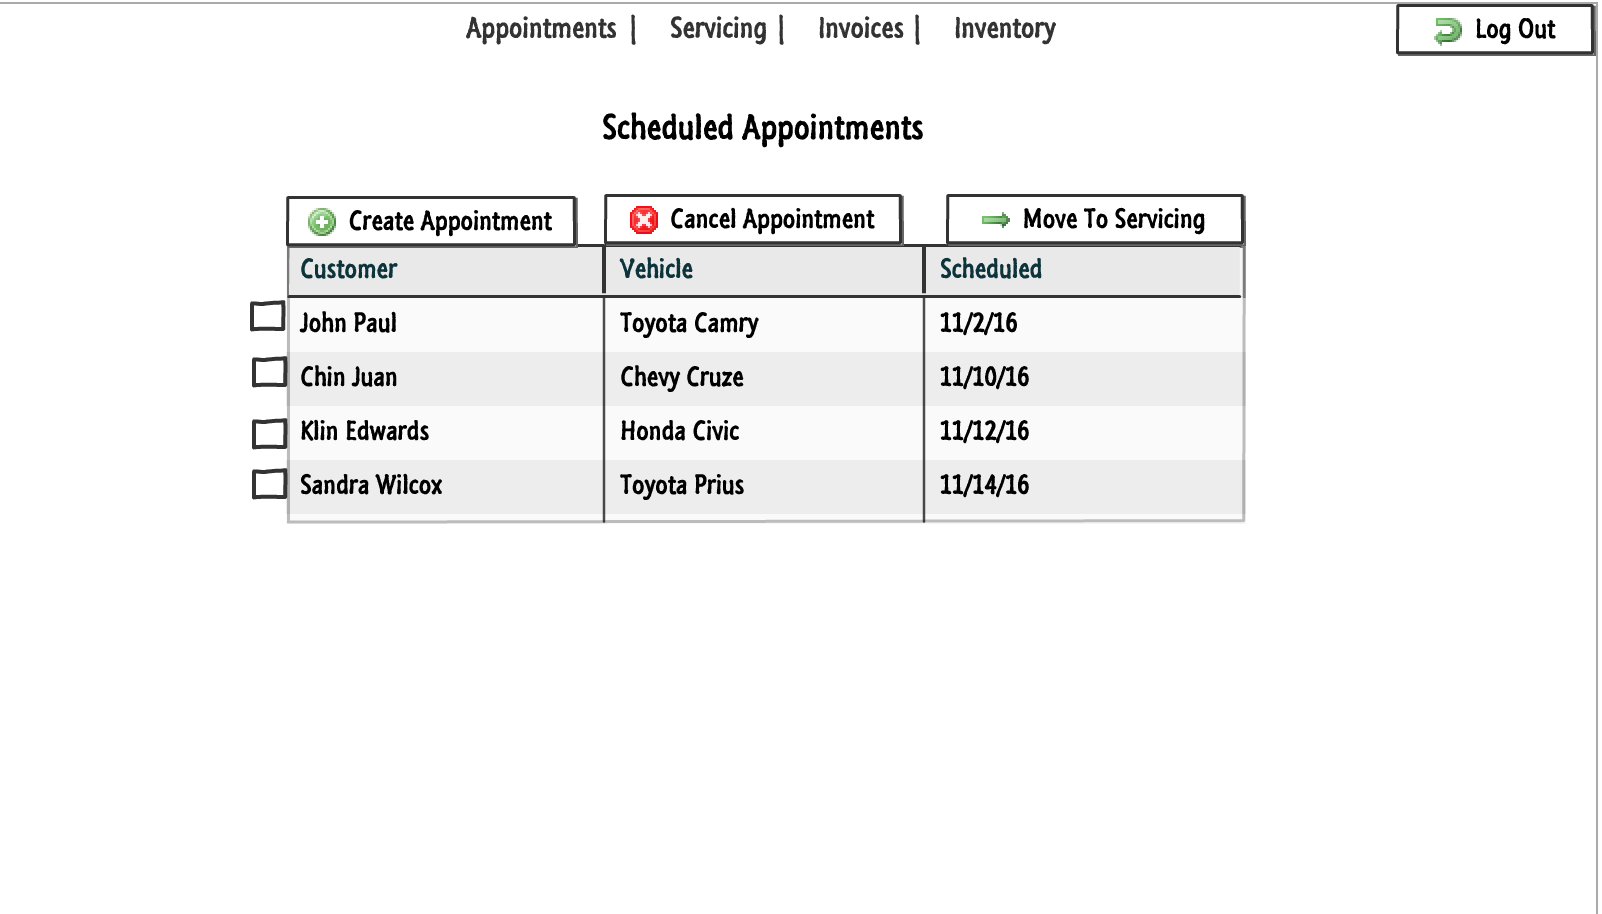 Appointments | Servicing | Invoices | Inventory
Log Out
Scheduled Appointments
Create Appointment Cancel Appointment Move To Servicing
Customer Vehicle Scheduled
John Paul Toyota Camry 11/2/16
Chin Juan Chevy Cruze 11/10/16
Klin Edwards Honda Civic 11/12/16
Sandra Wilcox Toyota Prius 11/14/16